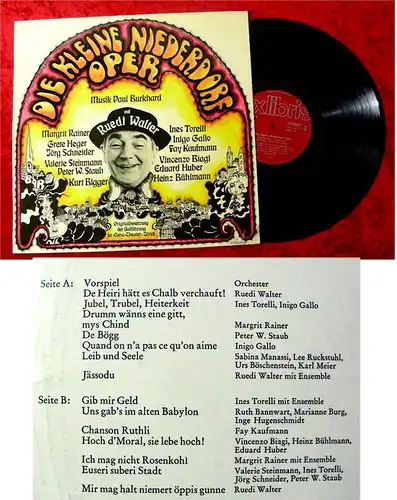 DIE KLEINE NIEDERDORF
OPER
Musik Paul Burkhard
mit
Ruedi Walter
Margrit Rainer
Grete Heger
Jörg Schneider
Valerie Steinmann
Peter W. Staub
Kurt Bigger
Ines Torelli
Inigo Gallo
Fay Kaufmann
Vincenzo Biagi
Eduard Huber
Heinz Bühlmann
Originalbesetzung
der Aufführung
exlibris
Seite A: Vorspiel Orchester
De Heiri hätt es Chalb verchauft! Ruedi Walter
Jubel, Trubel, Heiterkeit Ines Torelli, Inigo Gallo
Drumm wänns eine gitt,
mys Chind Margrit Rainer
De Bögg Peter W. Staub
Quand on n'a pas ce qu'on aime Inigo Gallo
Leib und Seele Sabina Manassi, Lee Ruckstuhl,
Urs Böschenstein, Karl Meier
Jässodu Ruedi Walter mit Ensemble
Seite B: Gib mir Geld Ines Torelli mit Ensemble
Uns gab's im alten Babylon Ruth Bannwart, Marianne Burg,
Inge Hugenschmidt
Chanson Ruthli Fay Kaufmann
Hoch d'Moral, sie lebe hoch! Vincenzo Biagi, Heinz Bühlmann,
Eduard Huber
Ich mag nicht Rosenkohl Margrit Rainer mit Ensemble
Euseri suberi Stadt Valerie Steinmann, Ines Torelli,
Jörg Schneider, Peter W. Staub
Mir mag halt niemert öppis gunne Ruedi Walter